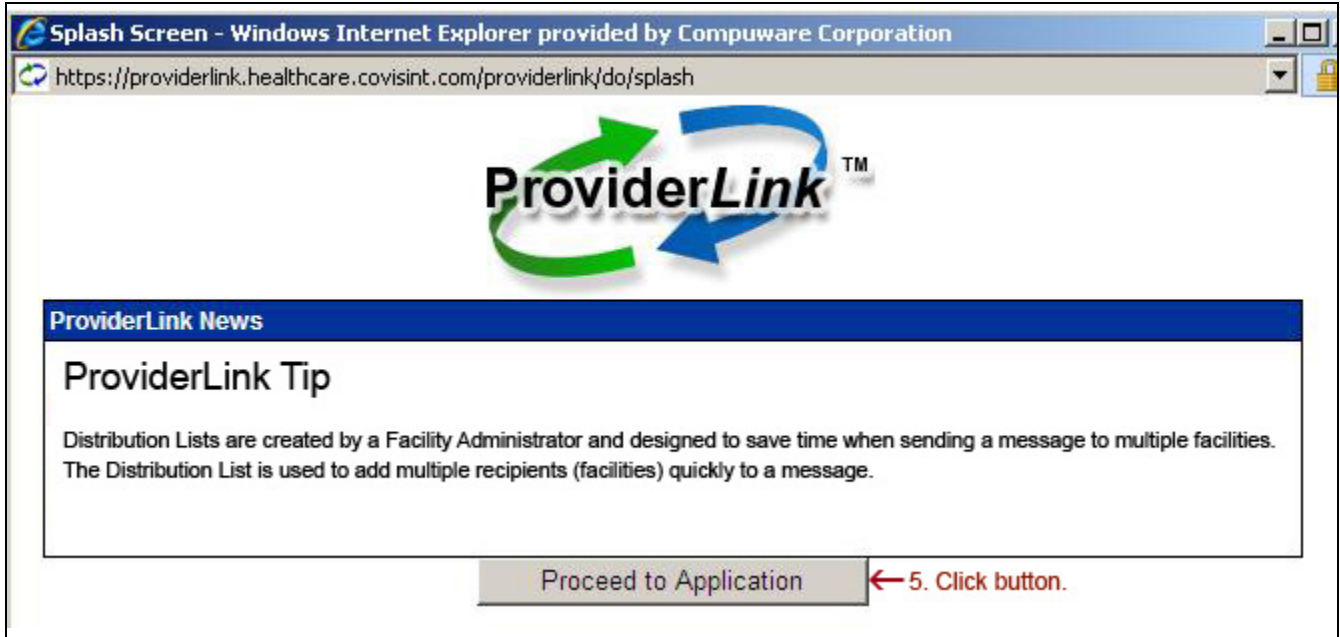 Splash Screen - Windows Internet Explorer provided by Compuware Corporation
https://providerlink.healthcare.covisint.com/providerlink/do/splash
ProviderLink TM
ProviderLink News
ProviderLink Tip
Distribution Lists are created by a Facility Administrator and designed to save time when sending a message to multiple facilities.
The Distribution List is used to add multiple recipients (facilities) quickly to a message.
Proceed to Application ←5. Click button.